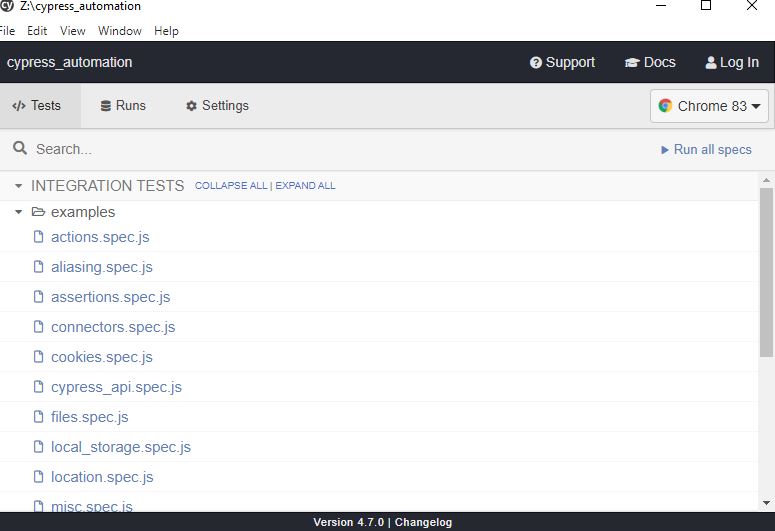 cy Z:\cypress_automation
File Edit View Window Help
cypress_automation Support Docs Log In
</> Tests Runs Settings Chrome 83
Search... Run all specs
INTEGRATION TESTS COLLAPSE ALL | EXPAND ALL
examples
actions.spec.js
aliasing.spec.js
assertions.spec.js
connectors.spec.js
cookies.spec.js
cypress_api.spec.js
files.spec.js
local_storage.spec.js
location.spec.js
misc.spec.js
Version 4.7.0 | Changelog